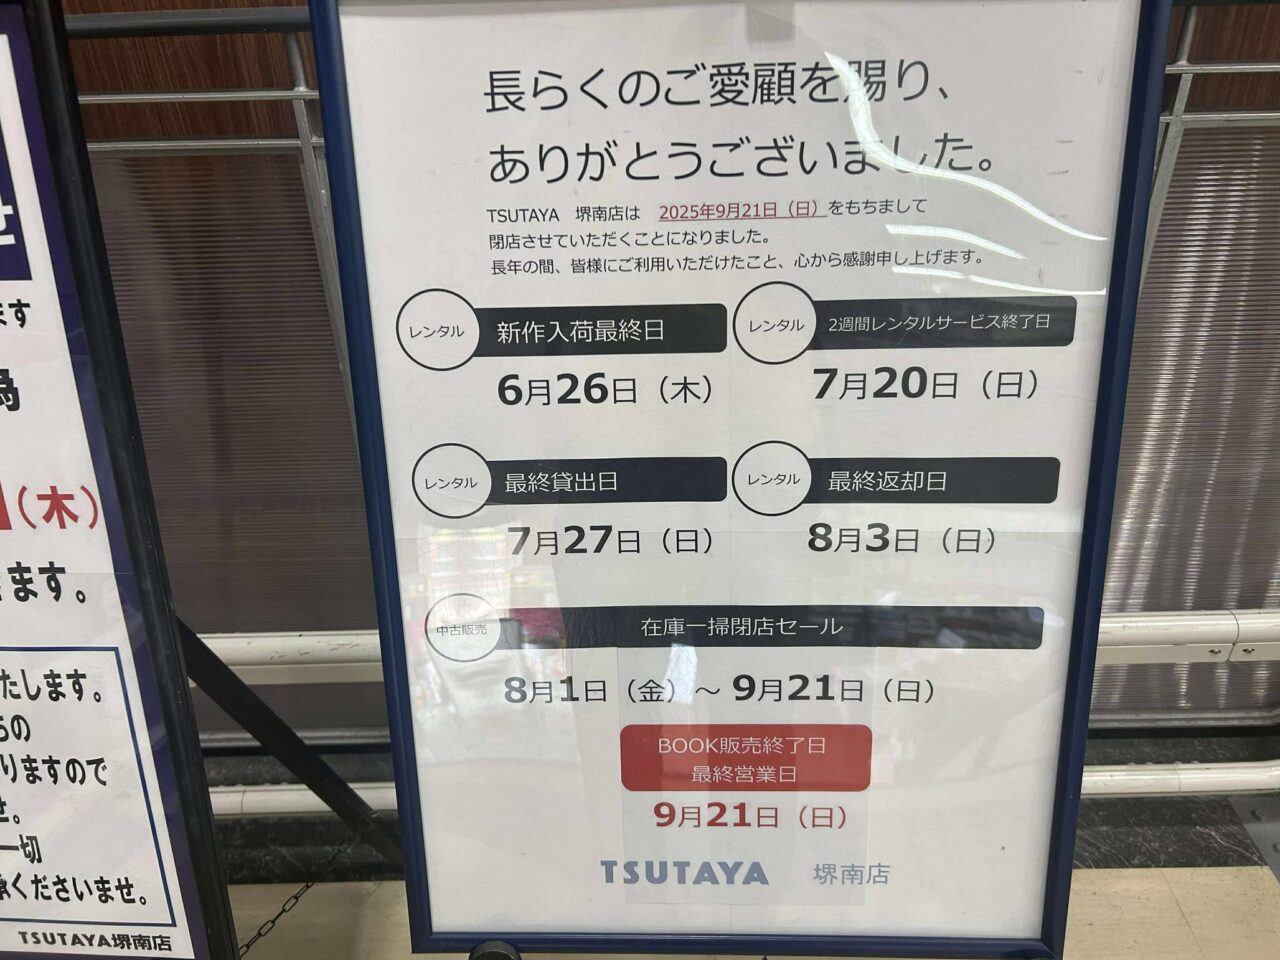 長らくのご愛顧を賜り、
ありがとうございました。
TSUTAYA 堺南店は 2025年9月21日（日）をもちまして
閉店させていただくことになりました。
長年の間、皆様にご利用いただけたこと、心から感謝申し上げます。
レンタル 新作入荷最終日
6月26日（木）
レンタル 2週間レンタルサービス終了日
7月20日（日）
レンタル 最終貸出日
7月27日（日）
レンタル 最終返却日
8月3日（日）
中古販売 在庫一掃閉店セール
8月1日（金）～9月21日（日）
BOOK販売終了日
最終営業日
9月21日（日）
TSUTAYA 堺南店
せ
ます
（木）
ます。
たします。
らの
りますので
せ。
一切
承くださいませ。
TSUTAYA堺南店